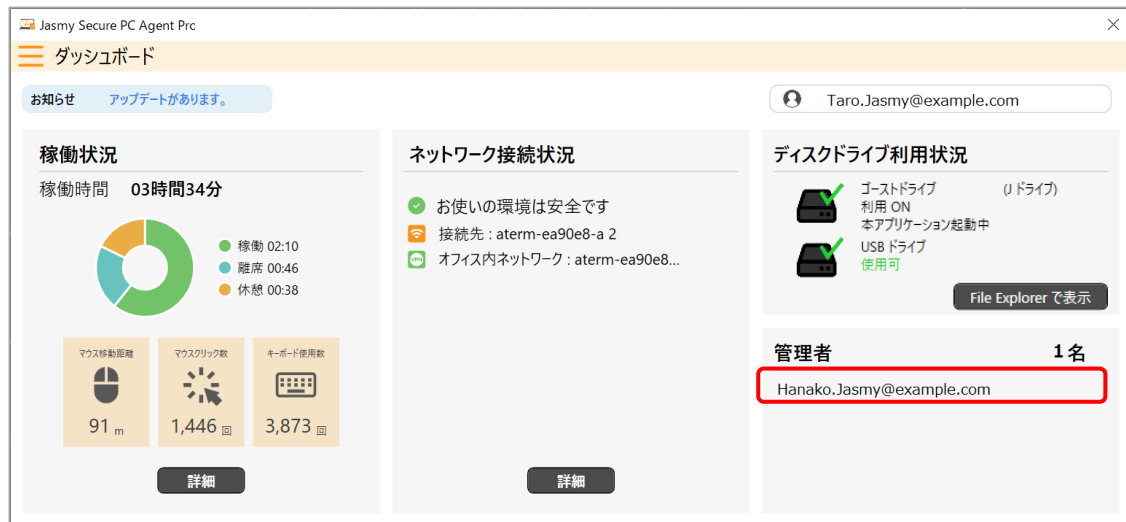 Jasmy Secure PC Agent Pro
ダッシュボード
お知らせ アップデートがあります。
Taro.Jasmy@example.com
稼働状況
稼働時間 03時間34分
稼働 02:10
離席 00:46
休憩 00:38
マウス移動距離 マウスクリック数 キーボード使用数
91 m 1,446 回 3,873 回
詳細
ネットワーク接続状況
お使いの環境は安全です
接続先 : aterm-ea90e8-a 2
VPN オフィス内ネットワーク : aterm-ea90e8...
詳細
ディスクドライブ利用状況
ゴーストドライブ (J ドライブ)
利用 ON
本アプリケーション起動中
USB ドライブ
使用可
File Explorer で表示
管理者 1名
Hanako.Jasmy@example.com